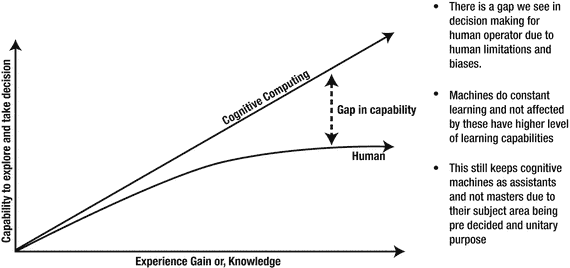 Capability to explore and take decision
Cognitive Computing
Gap in capability
Human
Experience Gain or, Knowledge
• There is a gap we see in
decision making for
human operator due to
human limitations and
biases.
• Machines do constant
learning and not affected
by these have higher level
of learning capabilities
• This still keeps cognitive
machines as assistants
and not masters due to
their subject area being
pre decided and unitary
purpose